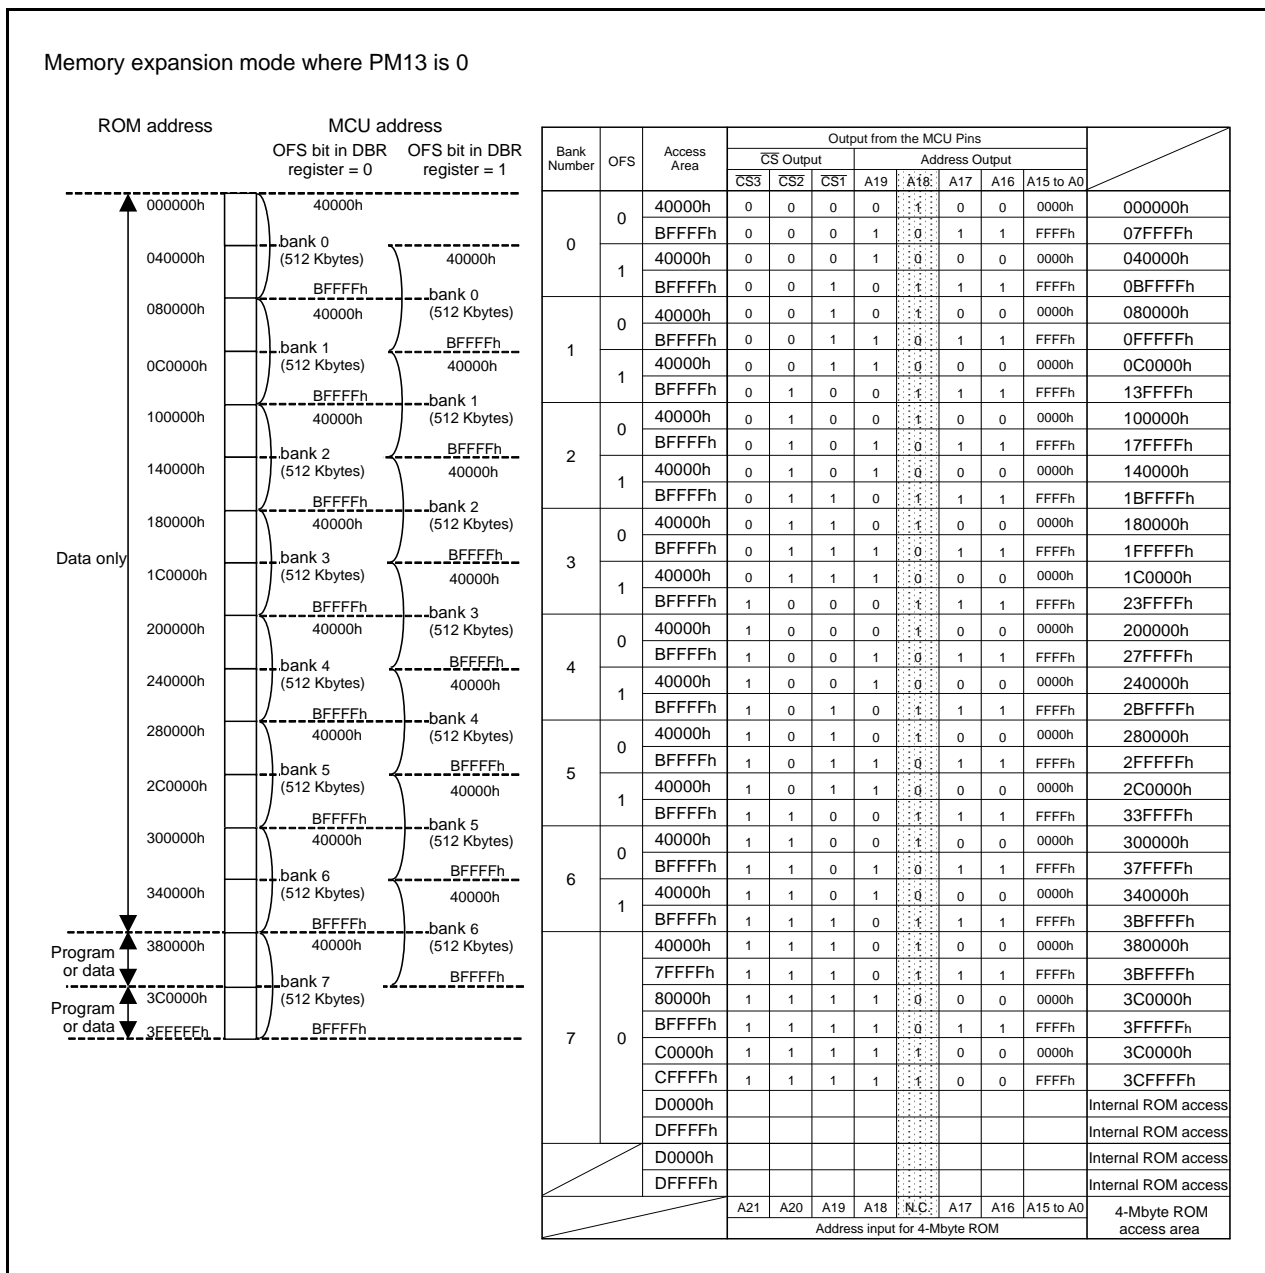 Memory expansion mode where PM13 is 0
ROM address
MCU address
OFS bit in DBR register = 0
OFS bit in DBR register = 1
000000h
040000h
080000h
0C0000h
100000h
140000h
180000h
1C0000h
200000h
240000h
280000h
2C0000h
300000h
340000h
380000h
3C0000h
3FFFFFh
Data only
Program or data
Program or data
40000h
bank 0
(512 Kbytes)
BFFFFh
40000h
bank 1
(512 Kbytes)
BFFFFh
40000h
bank 2
(512 Kbytes)
BFFFFh
40000h
bank 3
(512 Kbytes)
BFFFFh
40000h
bank 4
(512 Kbytes)
BFFFFh
40000h
bank 5
(512 Kbytes)
BFFFFh
40000h
bank 6
(512 Kbytes)
BFFFFh
40000h
bank 7
(512 Kbytes)
BFFFFh
40000h
bank 0
(512 Kbytes)
BFFFFh
40000h
bank 1
(512 Kbytes)
BFFFFh
40000h
bank 2
(512 Kbytes)
BFFFFh
40000h
bank 3
(512 Kbytes)
BFFFFh
40000h
bank 4
(512 Kbytes)
BFFFFh
40000h
bank 5
(512 Kbytes)
BFFFFh
40000h
bank 6
(512 Kbytes)
BFFFFh
Bank Number OFS Access Area Output from the MCU Pins
CS Output Address Output
CS3 CS2 CS1 A19 A18 A17 A16 A15 to A0
0 0 40000h 0 0 0 0 1 0 0 0000h 000000h
BFFFFh 0 0 0 1 0 1 1 FFFFh 07FFFFh
1 40000h 0 0 0 1 0 0 0 0000h 040000h
BFFFFh 0 0 1 0 1 1 1 FFFFh 0BFFFFh
1 0 40000h 0 0 1 0 1 0 0 0000h 080000h
BFFFFh 0 0 1 1 0 1 1 FFFFh 0FFFFFh
1 40000h 0 0 1 1 0 0 0 0000h 0C0000h
BFFFFh 0 1 0 0 1 1 1 FFFFh 13FFFFh
2 0 40000h 0 1 0 0 1 0 0 0000h 100000h
BFFFFh 0 1 0 1 0 1 1 FFFFh 17FFFFh
1 40000h 0 1 0 1 0 0 0 0000h 140000h
BFFFFh 0 1 1 0 1 1 1 FFFFh 1BFFFFh
3 0 40000h 0 1 1 0 1 0 0 0000h 180000h
BFFFFh 0 1 1 1 0 1 1 FFFFh 1FFFFFh
1 40000h 0 1 1 1 0 0 0 0000h 1C0000h
BFFFFh 1 0 0 0 1 1 1 FFFFh 23FFFFh
4 0 40000h 1 0 0 0 1 0 0 0000h 200000h
BFFFFh 1 0 0 1 0 1 1 FFFFh 27FFFFh
1 40000h 1 0 0 1 0 0 0 0000h 240000h
BFFFFh 1 0 1 0 1 1 1 FFFFh 2BFFFFh
5 0 40000h 1 0 1 0 1 0 0 0000h 280000h
BFFFFh 1 0 1 1 0 1 1 FFFFh 2FFFFFh
1 40000h 1 0 1 1 0 0 0 0000h 2C0000h
BFFFFh 1 1 0 0 1 1 1 FFFFh 33FFFFh
6 0 40000h 1 1 0 0 1 0 0 0000h 300000h
BFFFFh 1 1 0 1 0 1 1 FFFFh 37FFFFh
1 40000h 1 1 0 1 0 0 0 0000h 340000h
BFFFFh 1 1 1 0 1 1 1 FFFFh 3BFFFFh
7 0 40000h 1 1 1 0 1 0 0 0000h 380000h
7FFFFh 1 1 1 0 1 1 1 FFFFh 3BFFFFh
80000h 1 1 1 1 0 0 0 0000h 3C0000h
BFFFFh 1 1 1 1 0 1 1 FFFFh 3FFFFFh
C0000h 1 1 1 1 1 0 0 0000h 3C0000h
CFFFFh 1 1 1 1 1 0 0 FFFFh 3CFFFFh
D0000h Internal ROM access
DFFFFh Internal ROM access
D0000h Internal ROM access
DFFFFh Internal ROM access
A21 A20 A19 A18 N.C. A17 A16 A15 to A0 4-Mbyte ROM access area
Address input for 4-Mbyte ROM